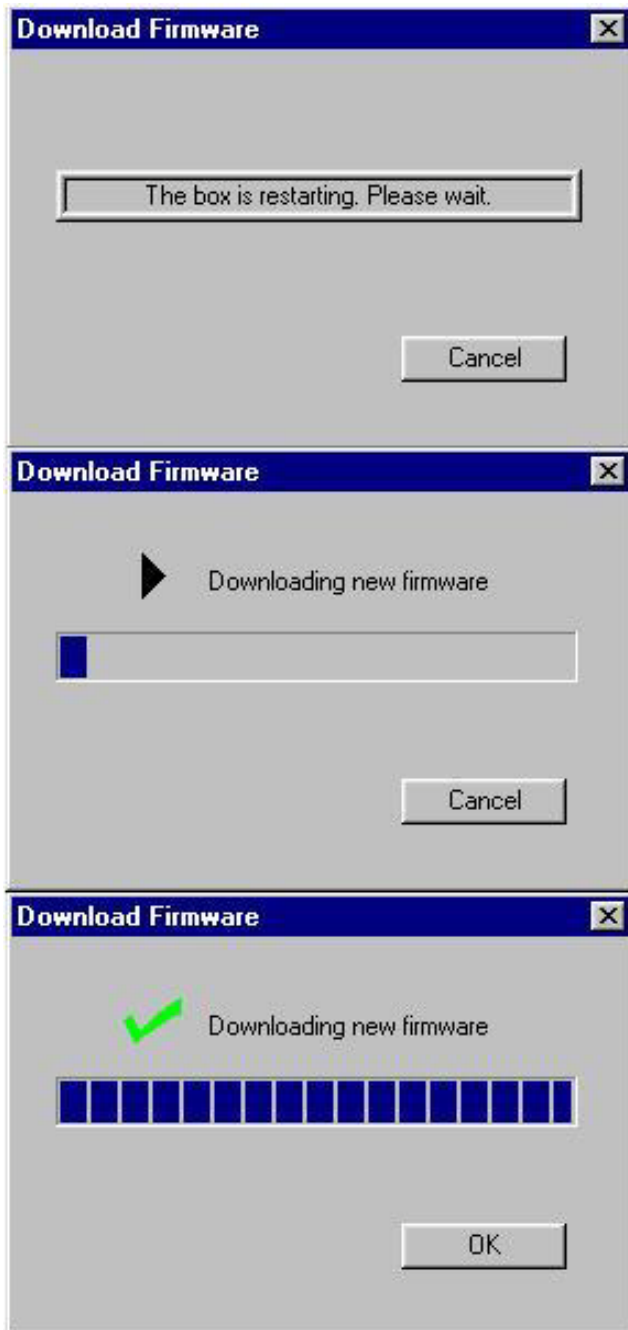 Download Firmware
The box is restarting. Please wait.
Cancel
Download Firmware
Downloading new firmware
Cancel
Download Firmware
Downloading new firmware
OK